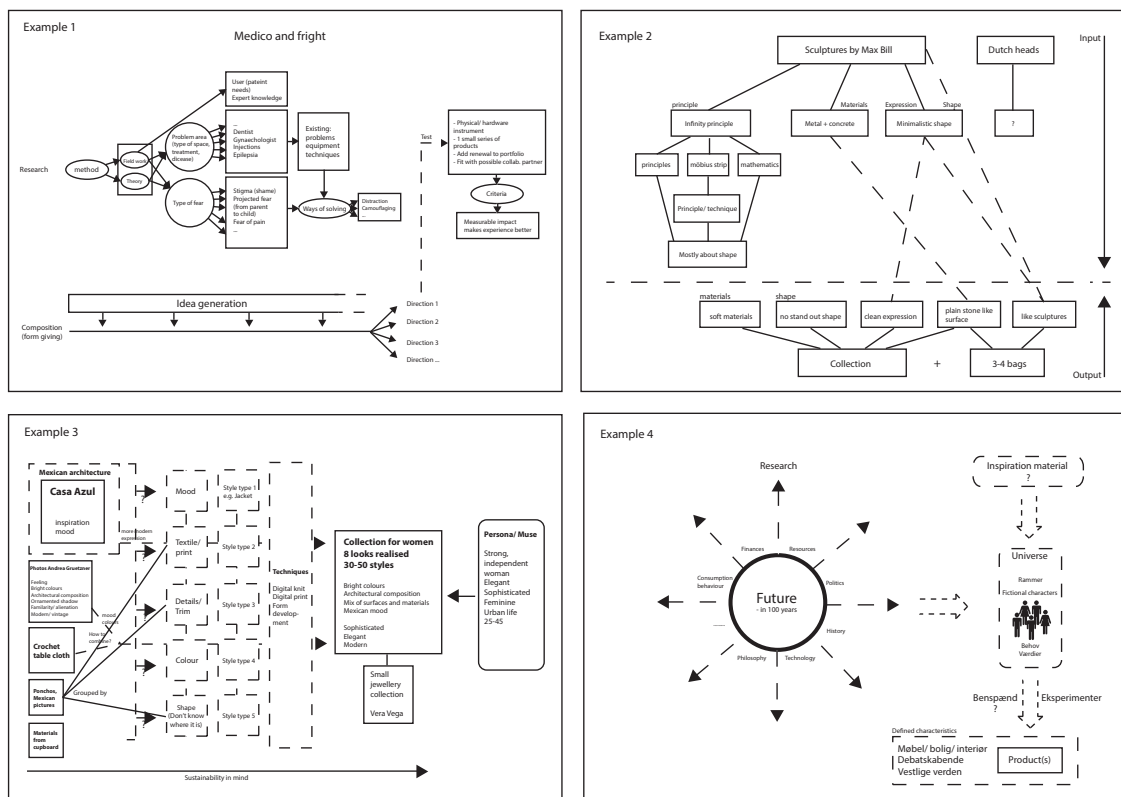 Example 1
Medico and fright
User (pateint
needs)
Expert knowledge
Research
method
Field work
Theory
Problem area
(type of space,
treatment,
dicease)
...
Dentist
Gynaechologist
Injections
Epilepsia
Existing:
problems
equipment
techniques
Type of fear
Stigma (shame)
Projected fear
(from parent
to child)
Fear of pain
...
Ways of solving
Distraction
Camouflaging
...
Test
- Physical/ hardware
instrument
- 1 small series of
products
- Add renewal to portfolio
- Fit with possible collab. partner
Criteria
Measurable impact
makes experience better
Idea generation
Composition
(form giving)
Direction 1
Direction 2
Direction 3
Direction ...
Example 2
Sculptures by Max Bill
Dutch heads
Input
principle
Materials
Expression
Shape
Infinity principle
Metal + concrete
Minimalistic shape
?
principles
möbius strip
mathematics
Principle/ technique
Mostly about shape
materials
shape
soft materials
no stand out shape
clean expression
plain stone like
surface
like sculptures
Collection
+
3-4 bags
Output
Example 3
Mexican architecture
Casa Azul
inspiration
mood
more modern
expression
Photos Andrea Gruetzner
Feeling
Bright colours
Architectural composition
Ornamented shadow
Familarity/ alienation
Modern/ vintage
mood
colours
How to
combine?
Crochet
table cloth
Ponchos,
Mexican
pictures
Grouped by
Materials
from
cupboard
?
?
?
?
?
Mood
Textile/
print
Details/
Trim
Colour
Shape
(Don't know
where it is)
Style type 1
e.g. Jacket
Style type 2
Style type 3
Style type 4
Style type 5
Techniques
Digital knit
Digital print
Form
develop-
ment
Collection for women
8 looks realised
30-50 styles
Bright colours
Architectural composition
Mix of surfaces and materials
Mexican mood
Sophisticated
Elegant
Modern
Small
jewellery
collection
Vera Vega
Persona/ Muse
Strong,
independent
woman
Elegant
Sophisticated
Feminine
Urban life
25-45
Sustainability in mind
Example 4
Research
Finances
Resources
Consumption
behaviour
Politics
Future
- in 100 years
History
Philosophy
Technology
Inspiration material
?
Universe
Rammer
Fictional characters
Behov
Værdier
Benspænd
?
Eksperimenter
Defined characteristics
Møbel/ bolig/ interiør
Debatskabende
Vestlige verden
Product(s)